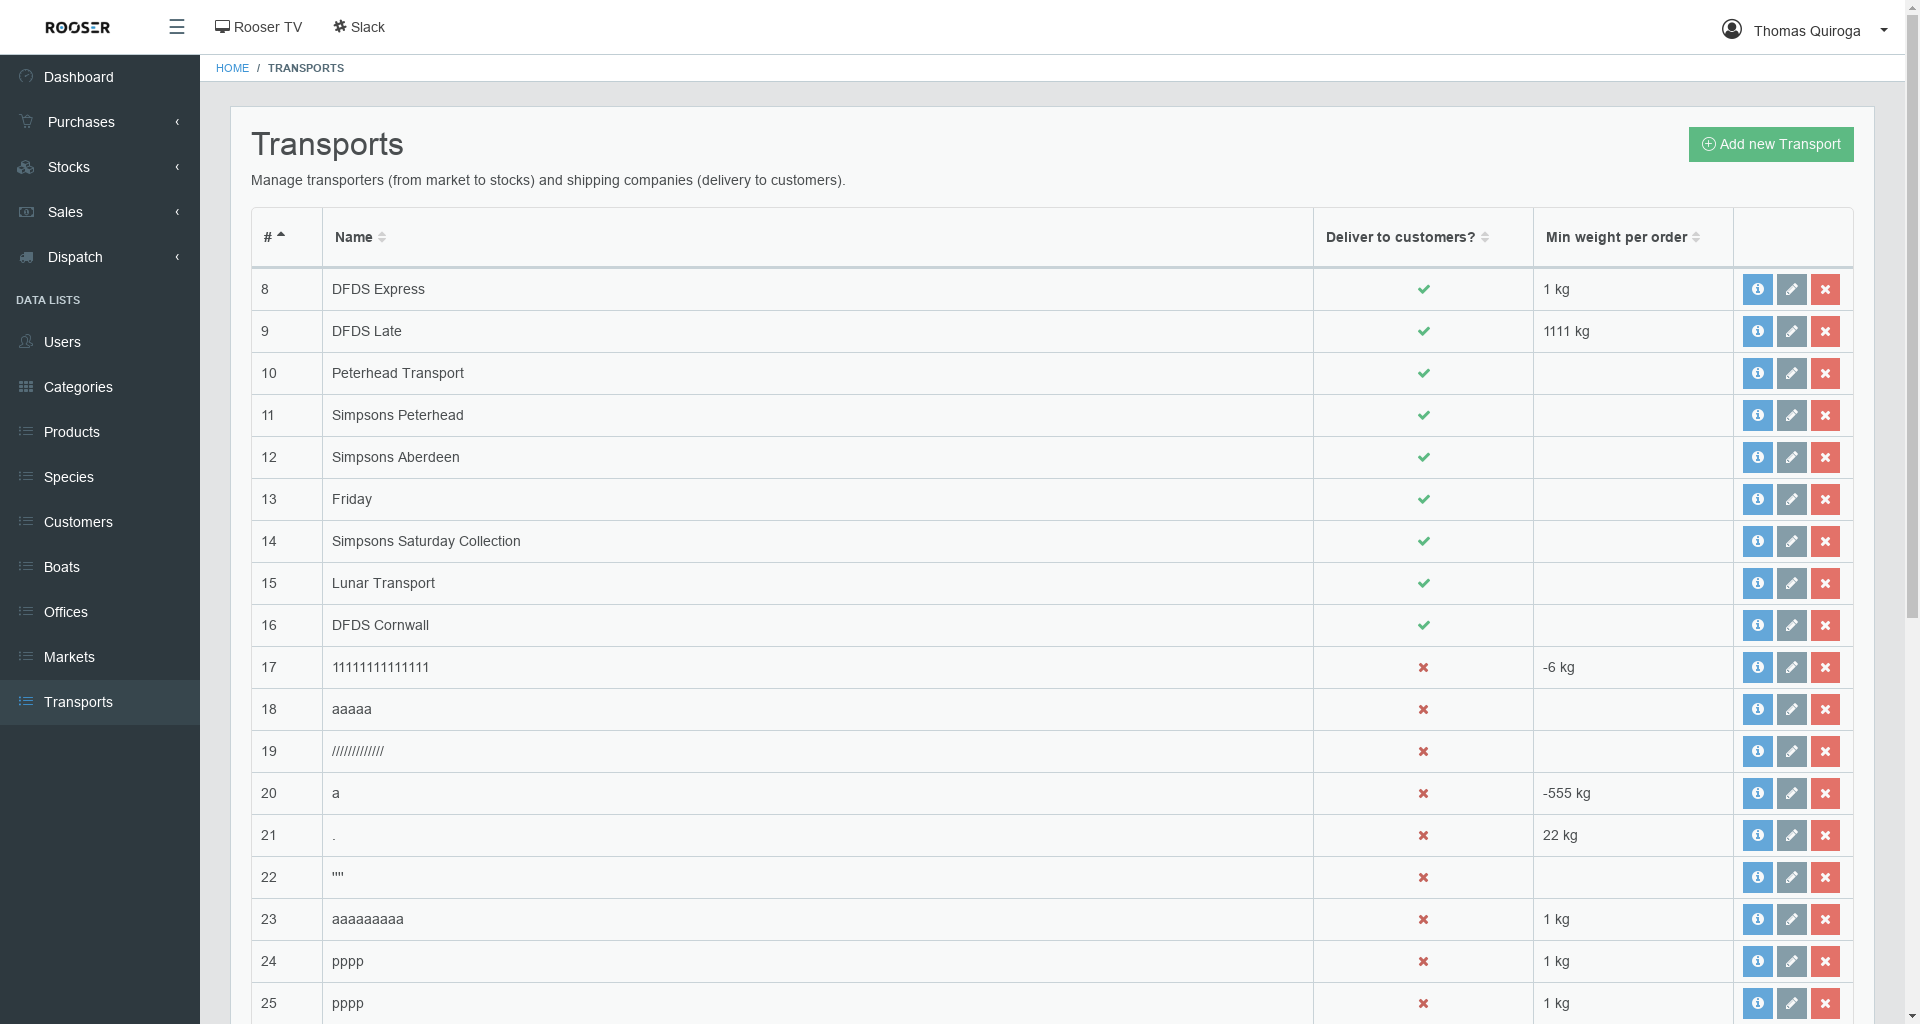 ROOSER
Rooser TV
Slack
Thomas Quiroga
HOME / TRANSPORTS
Dashboard
Purchases
Stocks
Sales
Dispatch
DATA LISTS
Users
Categories
Products
Species
Customers
Boats
Offices
Markets
Transports
Transports
Add new Transport
Manage transporters (from market to stocks) and shipping companies (delivery to customers).
# Name Deliver to customers? Min weight per order
8 DFDS Express 1 kg
9 DFDS Late 1111 kg
10 Peterhead Transport
11 Simpsons Peterhead
12 Simpsons Aberdeen
13 Friday
14 Simpsons Saturday Collection
15 Lunar Transport
16 DFDS Cornwall
17 11111111111111 -6 kg
18 aaaaa
19 /////////////
20 a -555 kg
21 . 22 kg
22 ''''
23 aaaaaaaaa 1 kg
24 pppp 1 kg
25 pppp 1 kg